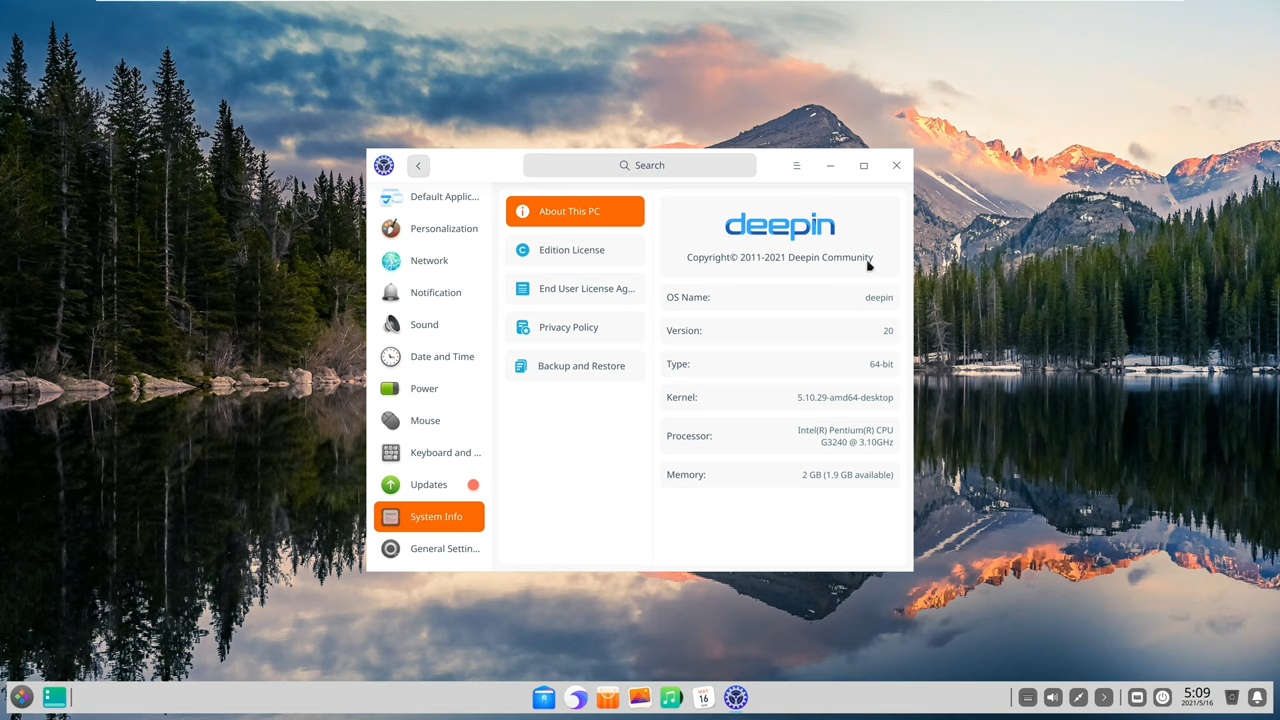 Search
Default Applic...
Personalization
Network
Notification
Sound
Date and Time
Power
Mouse
Keyboard and ...
Updates
System Info
General Settin...
About This PC
Edition License
End User License Ag...
Privacy Policy
Backup and Restore
deepin
Copyright© 2011-2021 Deepin Community
OS Name: deepin
Version: 20
Type: 64-bit
Kernel: 5.10.29-amd64-desktop
Processor: Intel(R) Pentium(R) CPU
G3240 @ 3.10GHz
Memory: 2 GB (1.9 GB available)
MAY
16
5:09
2021/5/16